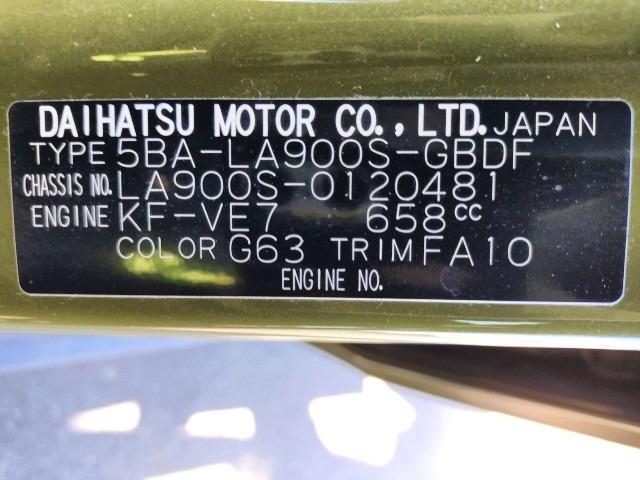 DAIHATSU MOTOR CO., LTD. JAPAN
TYPE 5BA-LA900S-GBDF
CHASSIS NO. LA900S-0120481
ENGINE KF-VE7 658cc
COLOR G63 TRIM FA10
ENGINE NO.